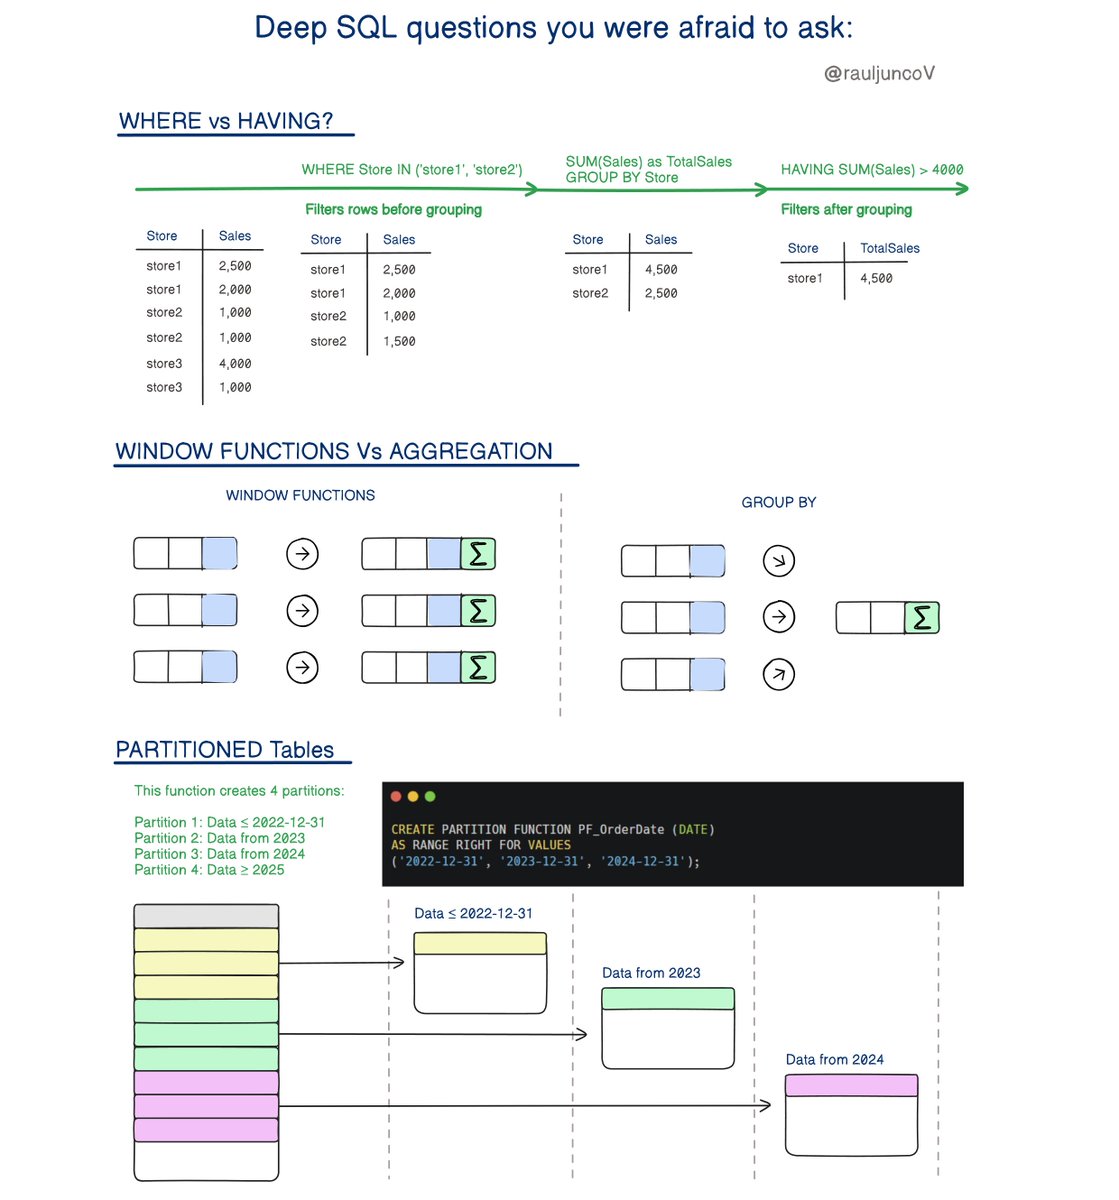 Deep SQL questions you were afraid to ask:
@rauljuncoV
WHERE vs HAVING?
WHERE Store IN ('store1', 'store2')
SUM(Sales) as TotalSales
GROUP BY Store
HAVING SUM(Sales) > 4000
Filters rows before grouping
Filters after grouping
Store Sales
store1 2,500
store1 2,000
store2 1,000
store2 1,000
store3 4,000
store3 1,000
Store Sales
store1 2,500
store1 2,000
store2 1,000
store2 1,500
Store Sales
store1 4,500
store2 2,500
Store TotalSales
store1 4,500
WINDOW FUNCTIONS Vs AGGREGATION
WINDOW FUNCTIONS
Σ
Σ
Σ
GROUP BY
Σ
PARTITIONED Tables
This function creates 4 partitions:
Partition 1: Data ≤ 2022-12-31
Partition 2: Data from 2023
Partition 3: Data from 2024
Partition 4: Data ≥ 2025
CREATE PARTITION FUNCTION PF_OrderDate (DATE)
AS RANGE RIGHT FOR VALUES
('2022-12-31', '2023-12-31', '2024-12-31');
Data ≤ 2022-12-31
Data from 2023
Data from 2024